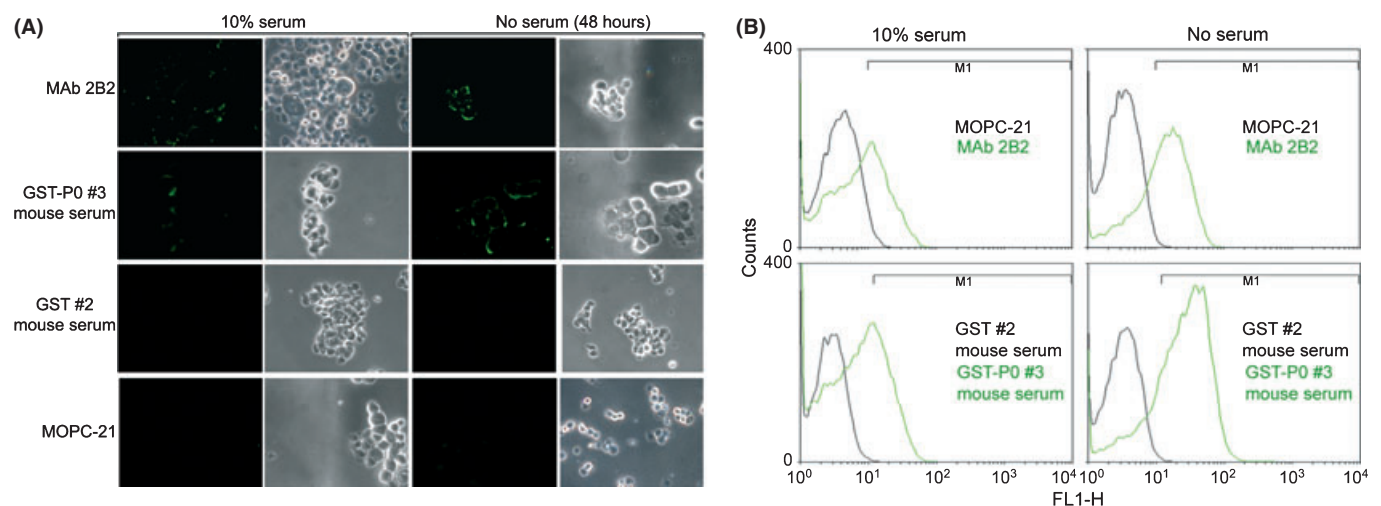 (A)
10% serum
No serum (48 hours)
MAb 2B2
GST-P0 #3
mouse serum
GST #2
mouse serum
MOPC-21
(B)
10% serum
No serum
400
M1
M1
MOPC-21
MAb 2B2
MOPC-21
MAb 2B2
0
Counts
400
M1
M1
GST #2
mouse serum
GST-P0 #3
mouse serum
GST #2
mouse serum
GST-P0 #3
mouse serum
0
10⁰ 10¹ 10² 10³ 10⁴ 10¹ 10² 10³ 10⁴
FL1-H